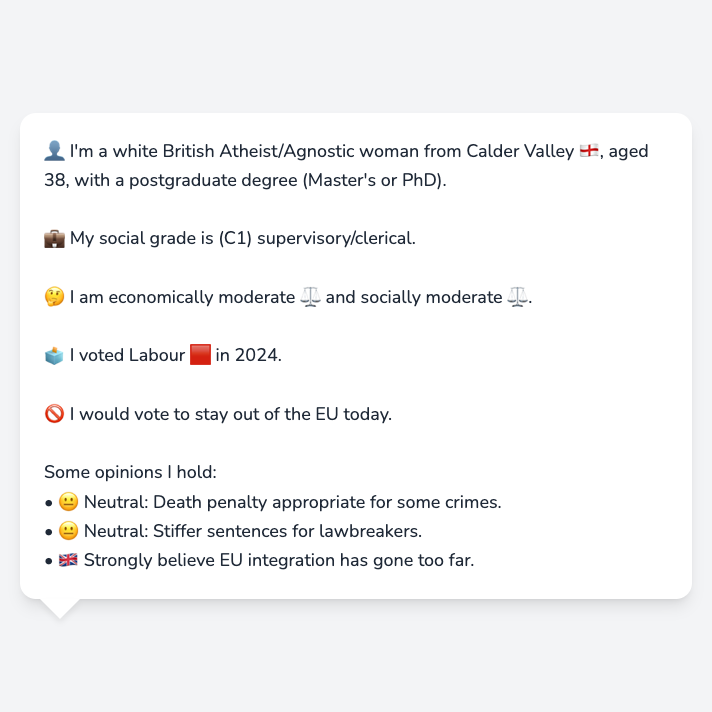 👤 I'm a white British Atheist/Agnostic woman from Calder Valley 🏴󠁧󠁢󠁥󠁮󠁧󠁿, aged
38, with a postgraduate degree (Master's or PhD).
💼 My social grade is (C1) supervisory/clerical.
🤔 I am economically moderate ⚖️ and socially moderate ⚖️.
🗳️ I voted Labour 🟥 in 2024.
🚫 I would vote to stay out of the EU today.
Some opinions I hold:
• 😐 Neutral: Death penalty appropriate for some crimes.
• 😐 Neutral: Stiffer sentences for lawbreakers.
• 🇬🇧 Strongly believe EU integration has gone too far.